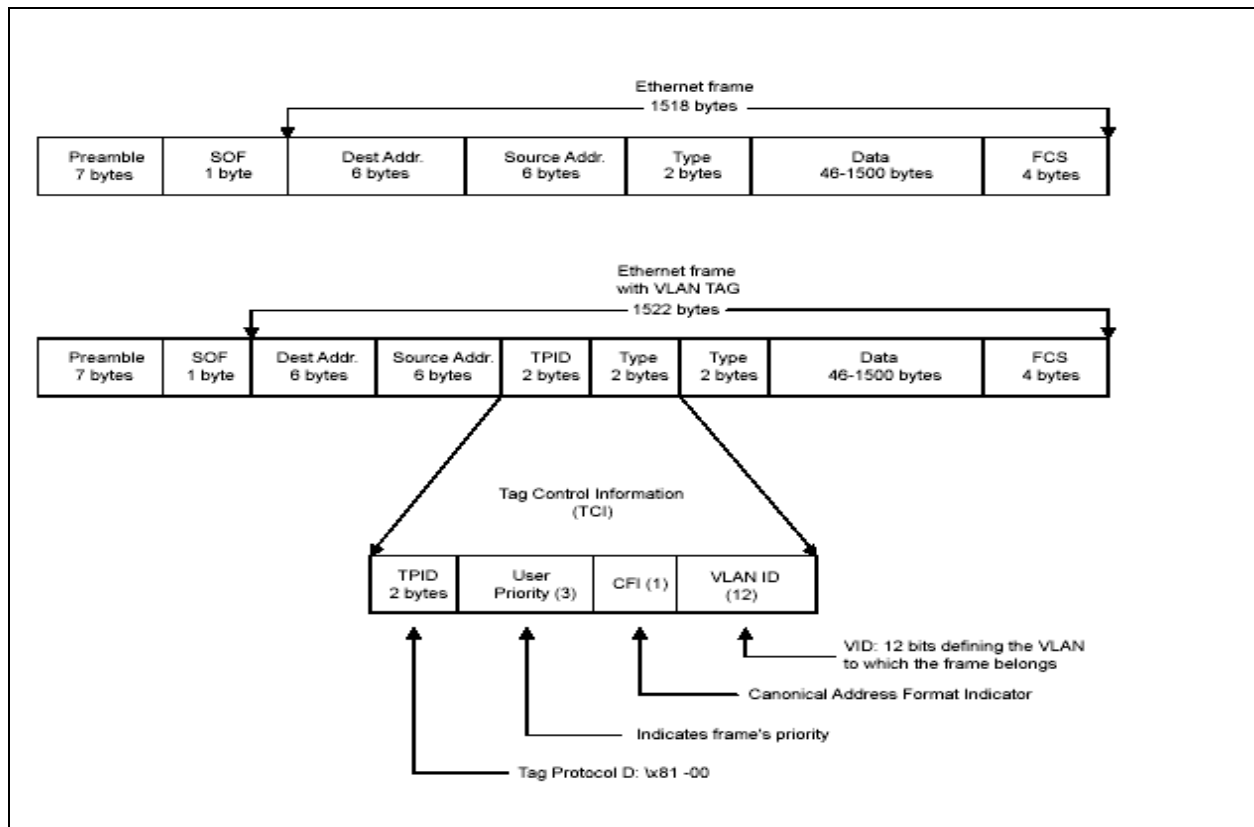 Ethernet frame
1518 bytes
Preamble
7 bytes
SOF
1 byte
Dest Addr.
6 bytes
Source Addr.
6 bytes
Type
2 bytes
Data
46-1500 bytes
FCS
4 bytes
Ethernet frame
with VLAN TAG
1522 bytes
Preamble
7 bytes
SOF
1 byte
Dest Addr.
6 bytes
Source Addr.
6 bytes
TPID
2 bytes
Type
2 bytes
Type
2 bytes
Data
46-1500 bytes
FCS
4 bytes
Tag Control Information
(TCI)
TPID
2 bytes
User
Priority (3)
CFI (1)
VLAN ID
(12)
VID: 12 bits defining the VLAN
to which the frame belongs
Canonical Address Format Indicator
Indicates frame's priority
Tag Protocol D: \x81 -00